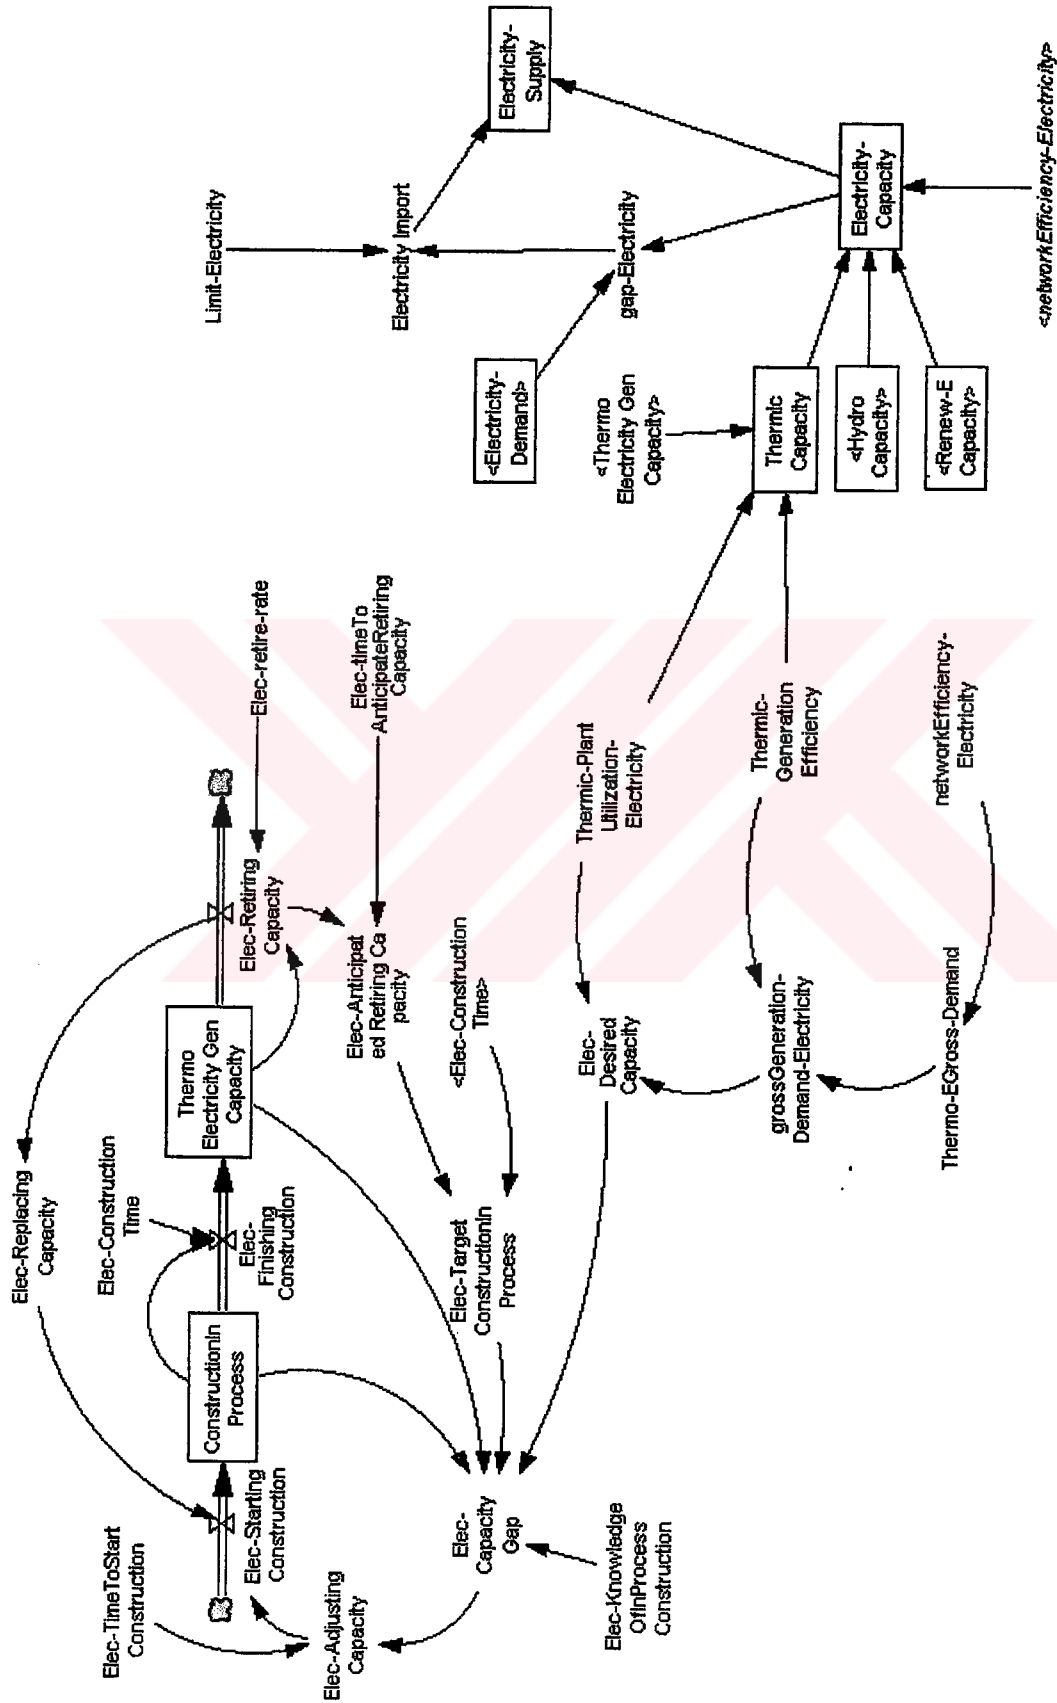 Elec-Replacing
Capacity
Elec-TimeToStart
Construction
Elec-Construction
Time
Elec-Starting
Construction
ConstructionIn
Process
Elec-
Finishing
Construction
Thermo
Electricity Gen
Capacity
Elec-Retiring
Capacity
Elec-retire-rate
Elec-Adjusting
Capacity
Elec-Anticipat
ed Retiring Ca
pacity
Elec-timeTo
AnticipateRetiring
Capacity
Elec-
Capacity
Gap
Elec-Target
ConstructionIn
Process
<Elec-Construction
Time>
Elec-Knowledge
OfInProcess
Construction
Elec-
Desired
Capacity
Thermic-Plant
Utilization-
Electricity
grossGeneration-
Demand-Electricity
Thermic-
Generation
Efficiency
Thermo-EGross-Demand
networkEfficiency-
Electricity
Limit-Electricity
Electricity Import
Electricity-
Supply
<Electricity-
Demand>
gap-Electricity
<Thermo
Electricity Gen
Capacity>
Thermic
Capacity
<Hydro
Capacity>
<Renew-E
Capacity>
Electricity-
Capacity
<networkEfficiency-Electricity>